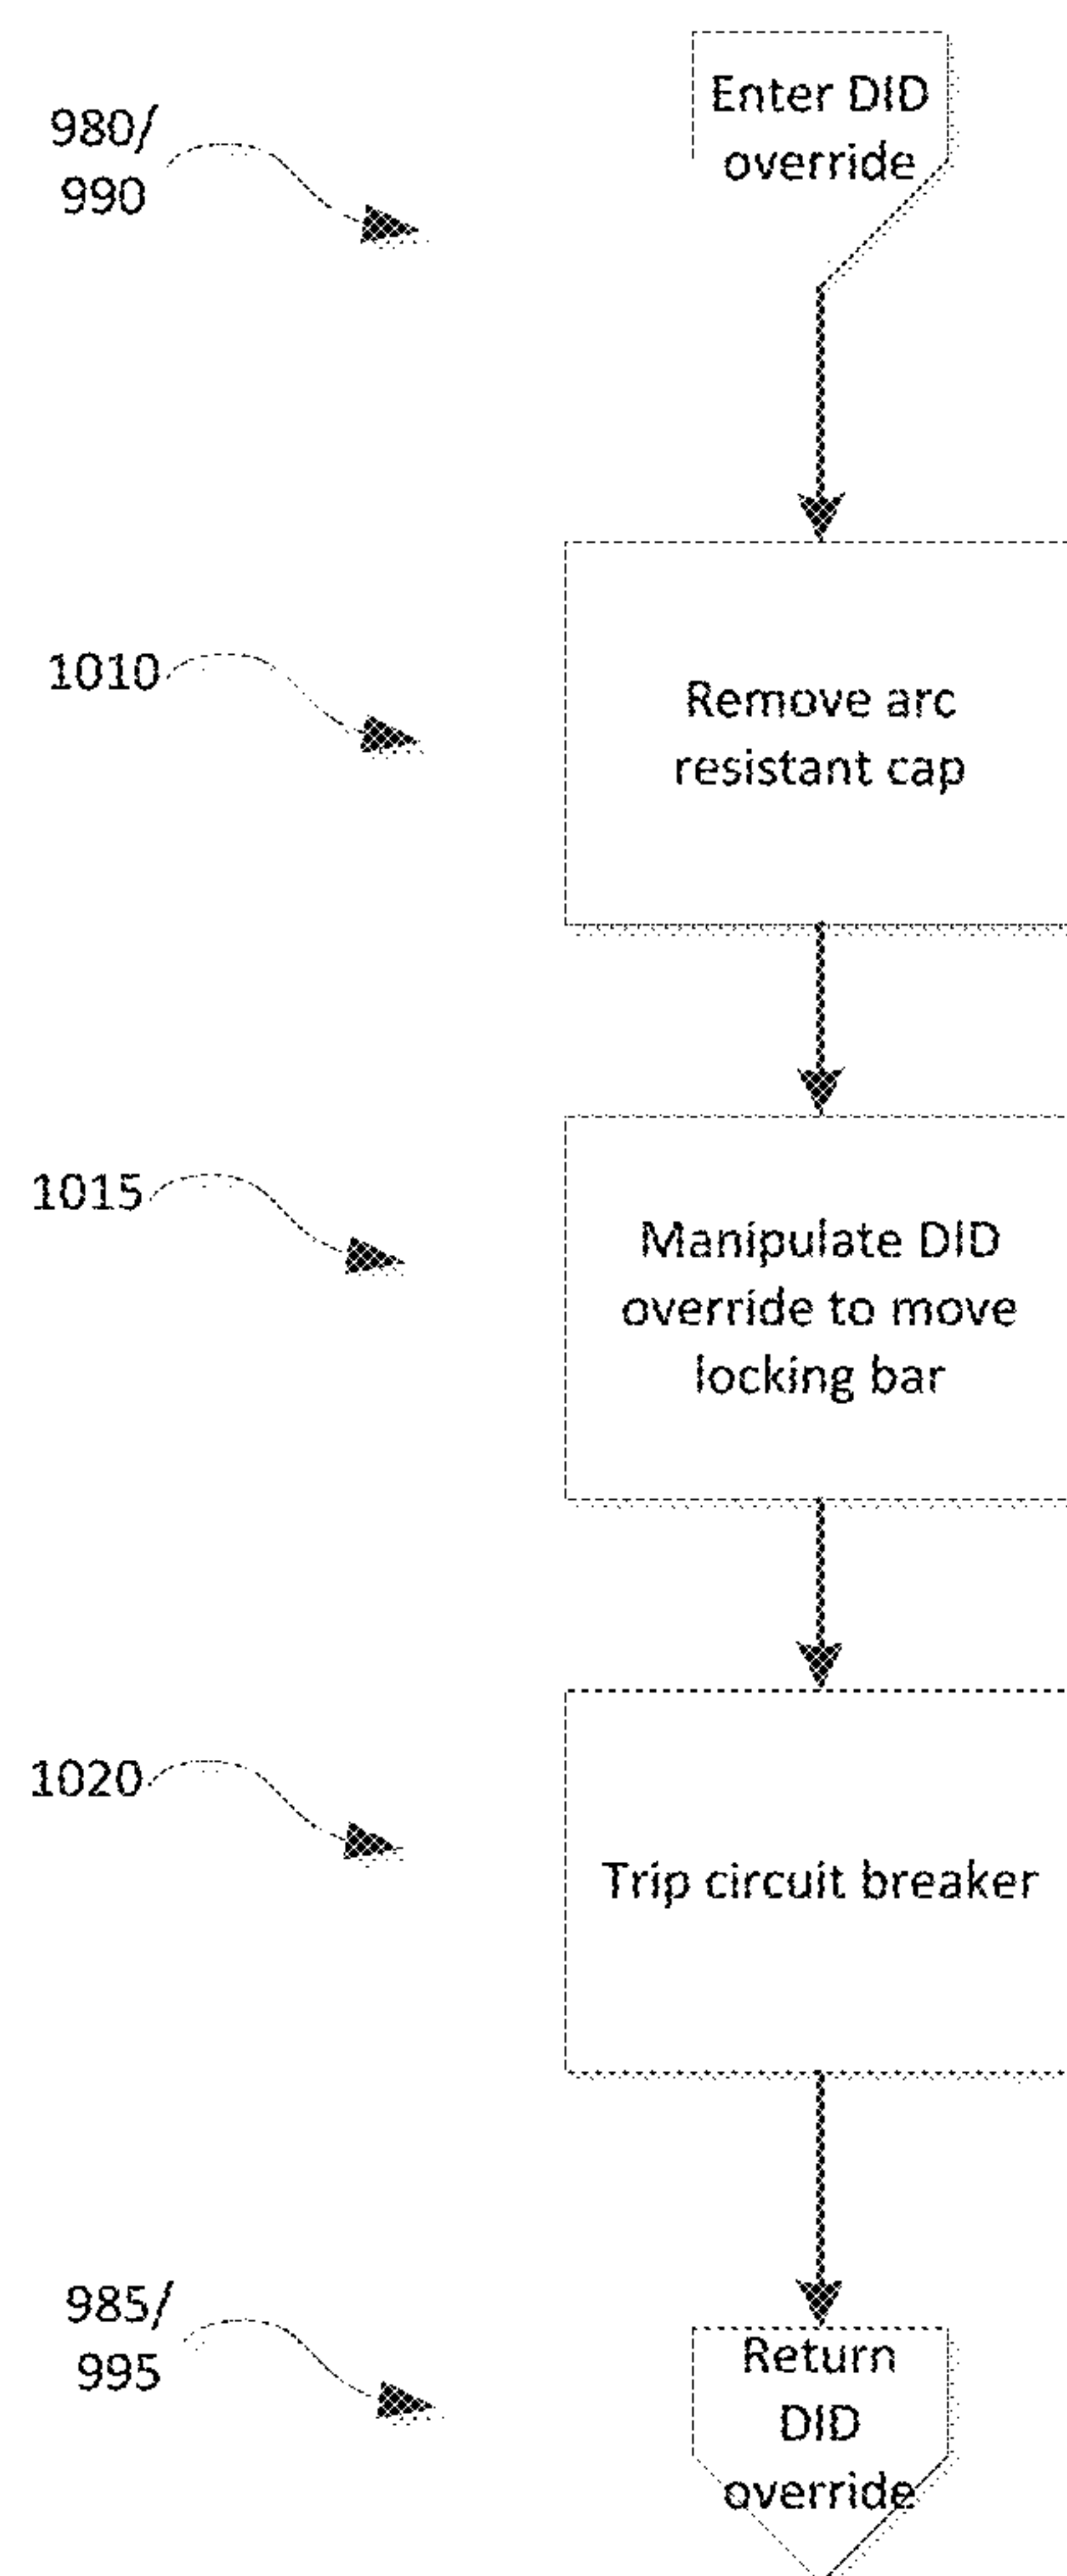 980/
990
Enter DID
override
1010
Remove arc
resistant cap
1015
Manipulate DID
override to move
locking bar
1020
Trip circuit breaker
985/
995
Return
DID
override